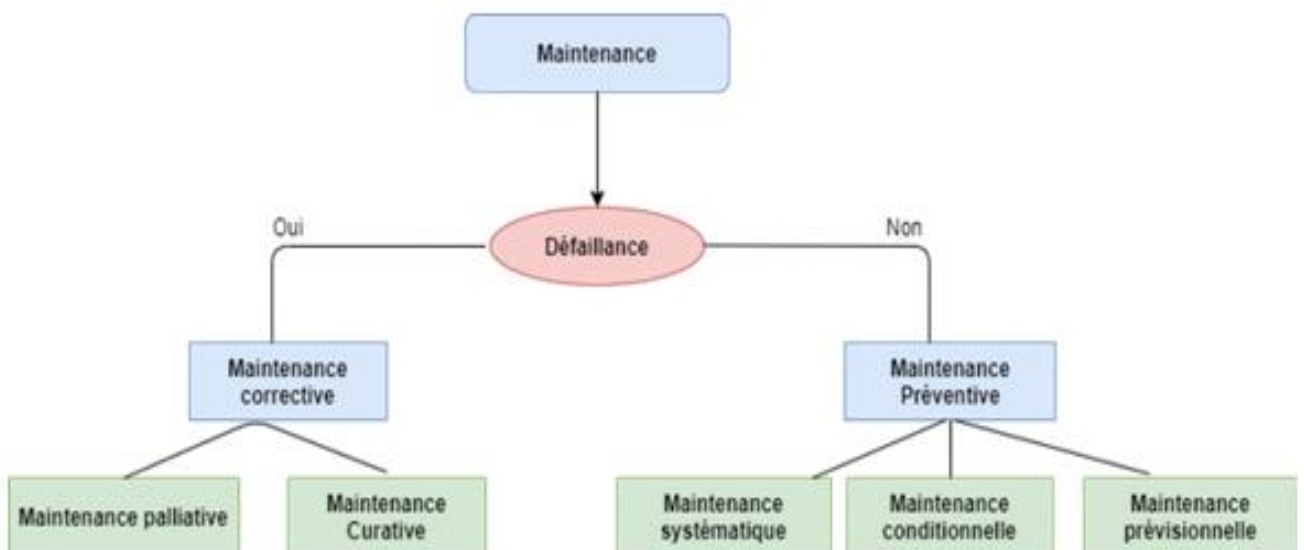 Maintenance
Oui
Défaillance
Non
Maintenance
corrective
Maintenance
Préventive
Maintenance palliative
Maintenance
Curative
Maintenance
systématique
Maintenance
conditionnelle
Maintenance
prévisionnelle